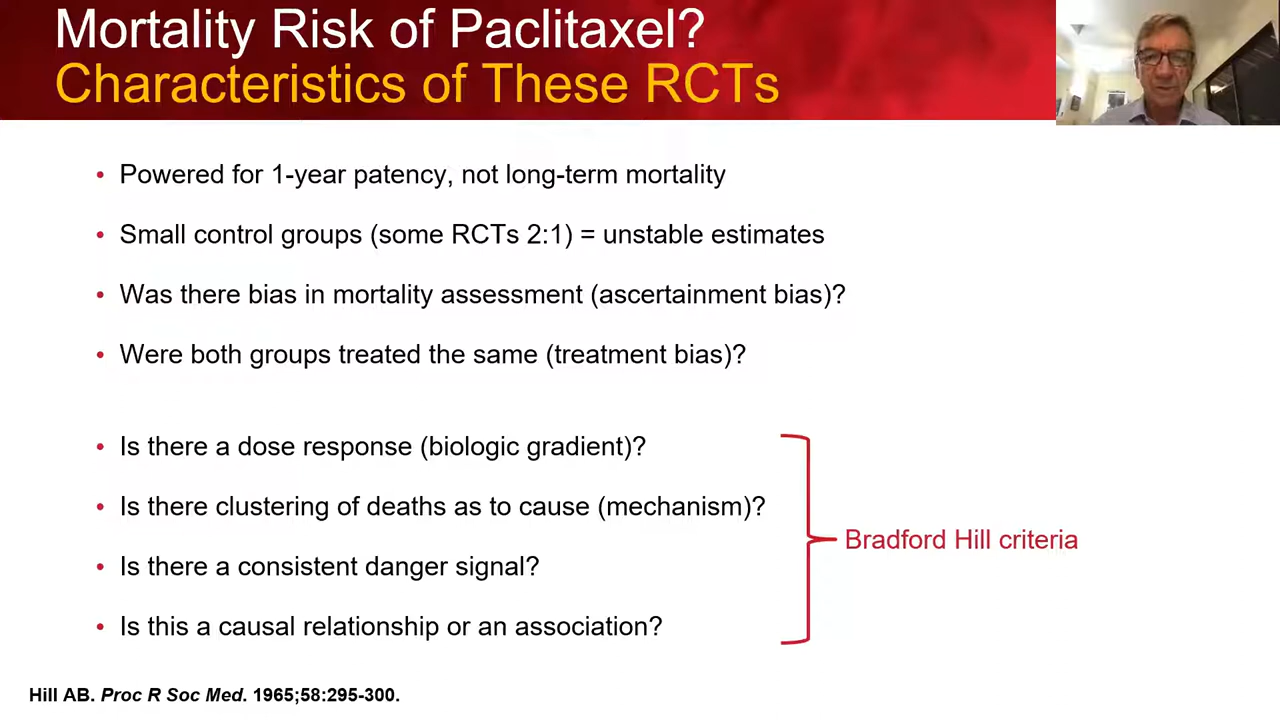 Mortality Risk of Paclitaxel?
Characteristics of These RCTs
• Powered for 1-year patency, not long-term mortality
• Small control groups (some RCTs 2:1) = unstable estimates
• Was there bias in mortality assessment (ascertainment bias)?
• Were both groups treated the same (treatment bias)?
• Is there a dose response (biologic gradient)?
• Is there clustering of deaths as to cause (mechanism)?
• Is there a consistent danger signal?
• Is this a causal relationship or an association?
Bradford Hill criteria
Hill AB. Proc R Soc Med. 1965;58:295-300.